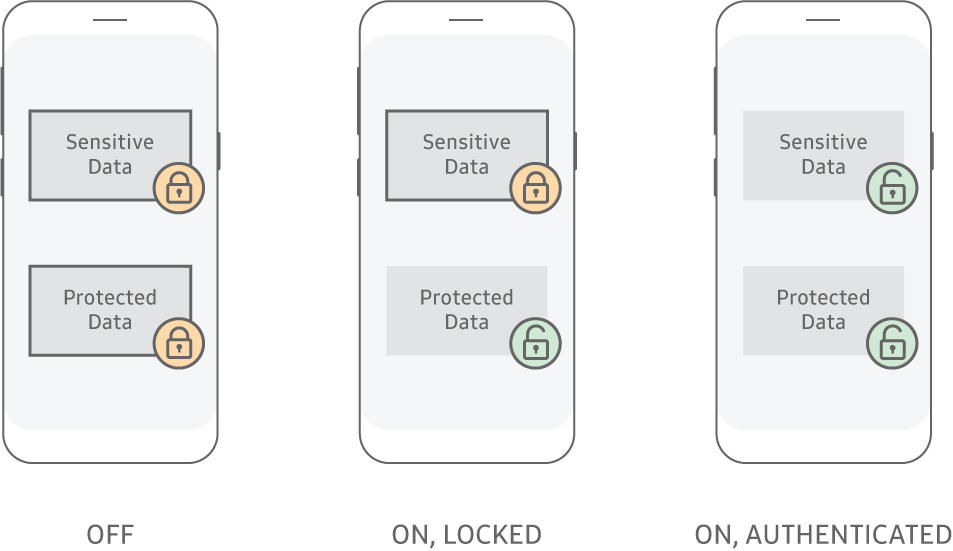 Sensitive
Data
Protected
Data
OFF
Sensitive
Data
Protected
Data
ON, LOCKED
Sensitive
Data
Protected
Data
ON, AUTHENTICATED